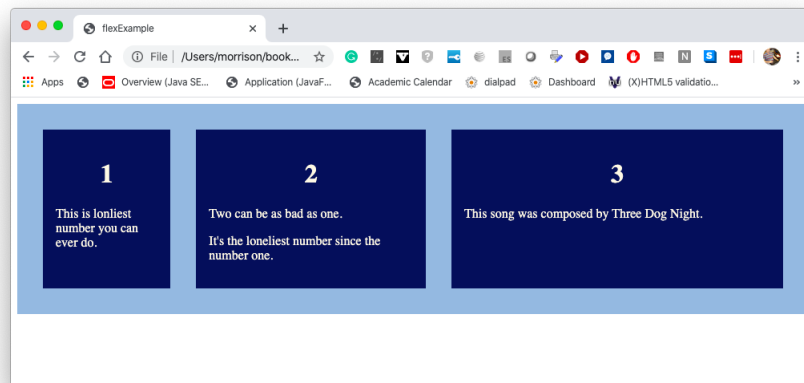 flexExample
File | /Users/morrison/book...
ES
N
S
Apps
Overview (Java SE...
Application (JavaF...
Academic Calendar
dialpad
Dashboard
(X)HTML5 validatio...
»
1
This is lonliest
number you can
ever do.
2
Two can be as bad as one.
It's the loneliest number since the
number one.
3
This song was composed by Three Dog Night.